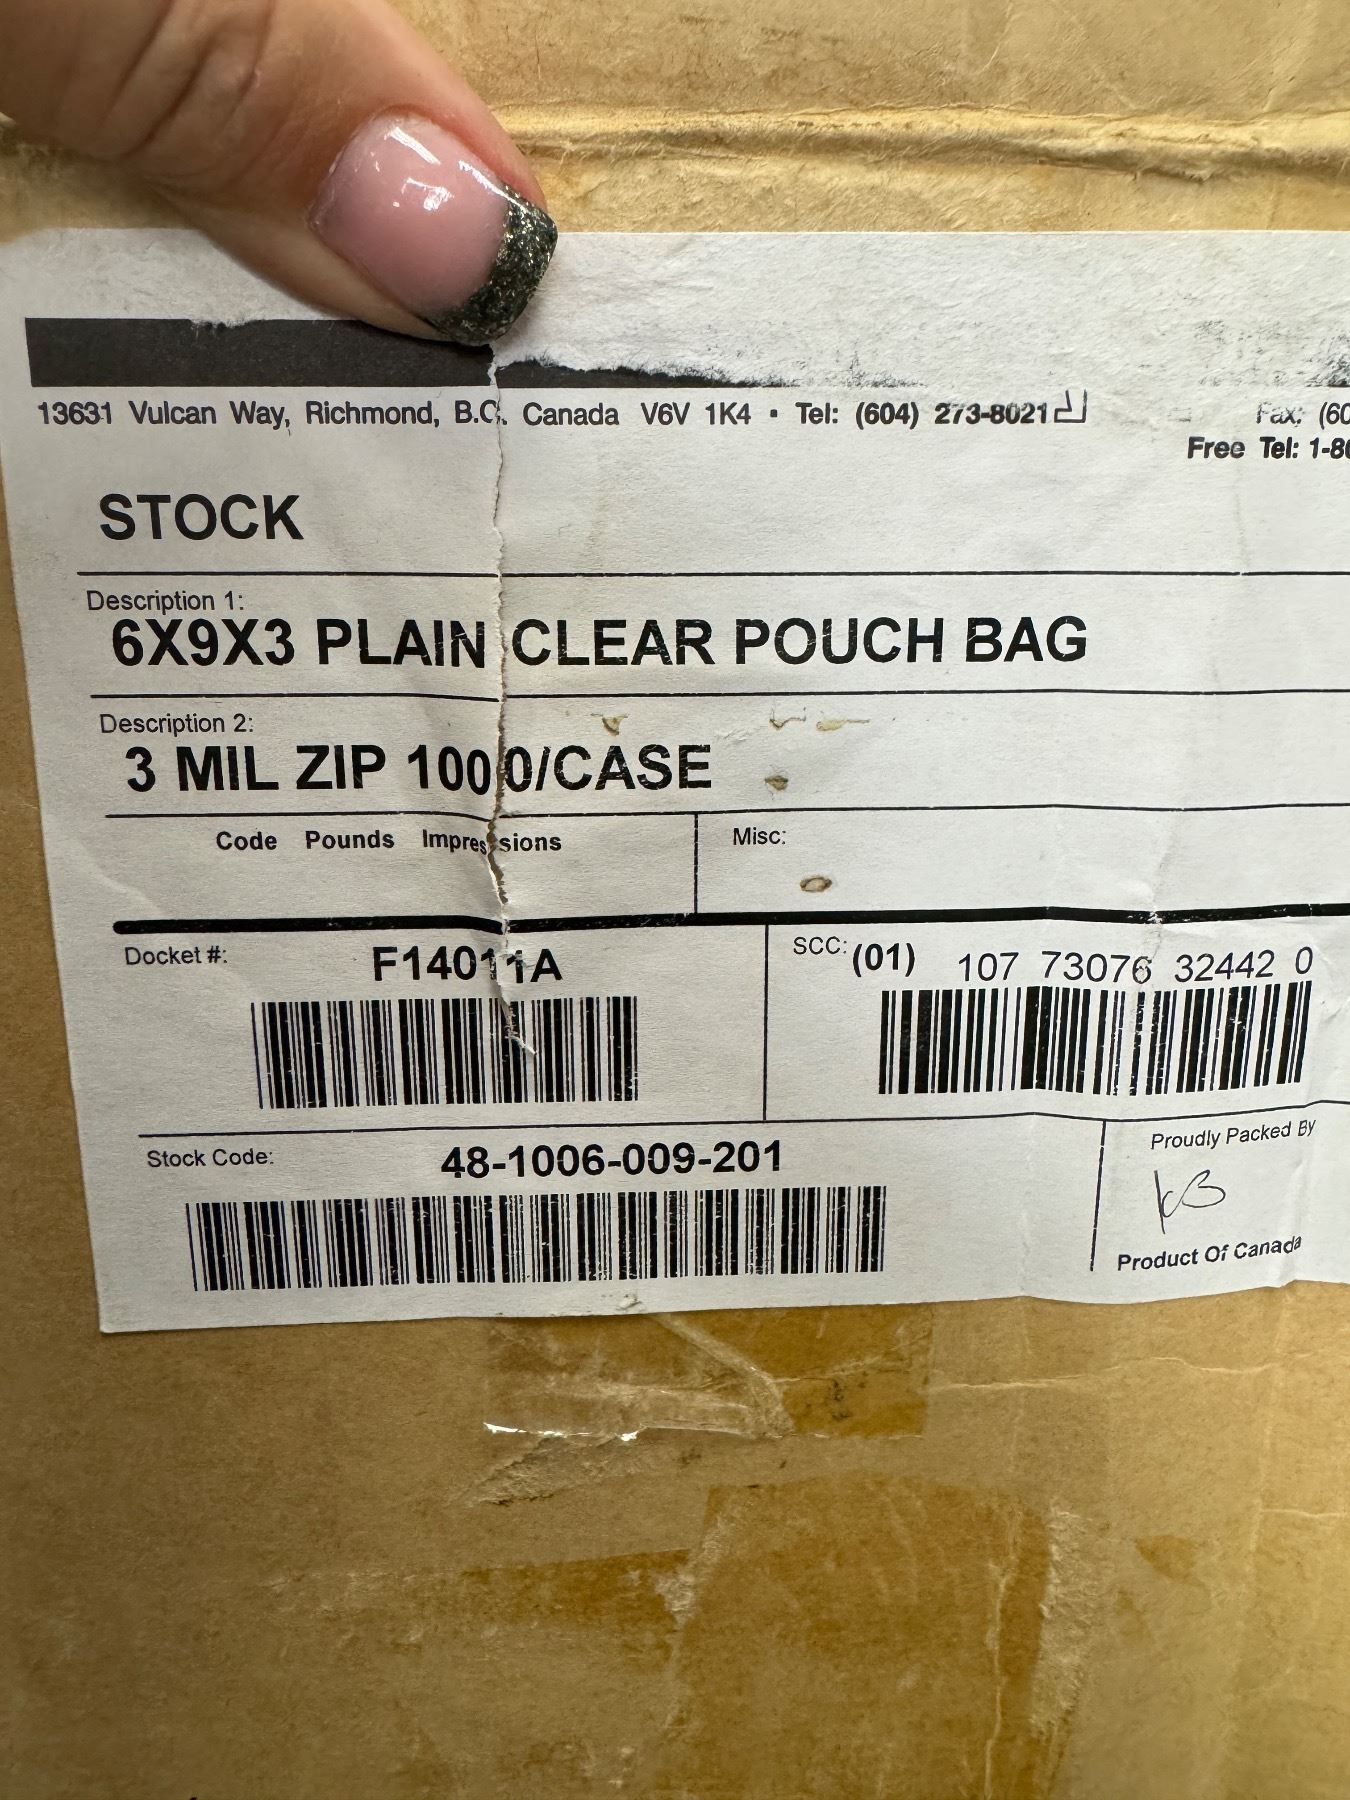 13631 Vulcan Way, Richmond, B.C. Canada V6V 1K4 • Tel: (604) 273-8021 Fax: (60
Free Tel: 1-80
STOCK
Description 1:
6X9X3 PLAIN CLEAR POUCH BAG
Description 2:
3 MIL ZIP 1000/CASE
Code Pounds Impressions
Misc:
Docket #: F14011A
SCC: (01) 107 73076 32442 0
Stock Code: 48-1006-009-201
Proudly Packed By
KB
Product Of Canada